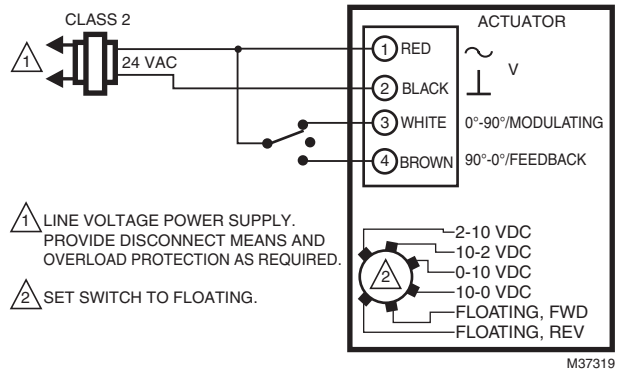 CLASS 2
ACTUATOR
1
24 VAC
1 RED
V
2 BLACK
3 WHITE 0°-90°/MODULATING
4 BROWN 90°-0°/FEEDBACK
1 LINE VOLTAGE POWER SUPPLY.
PROVIDE DISCONNECT MEANS AND
OVERLOAD PROTECTION AS REQUIRED.
2 SET SWITCH TO FLOATING.
2
2-10 VDC
10-2 VDC
0-10 VDC
10-0 VDC
FLOATING, FWD
FLOATING, REV
M37319